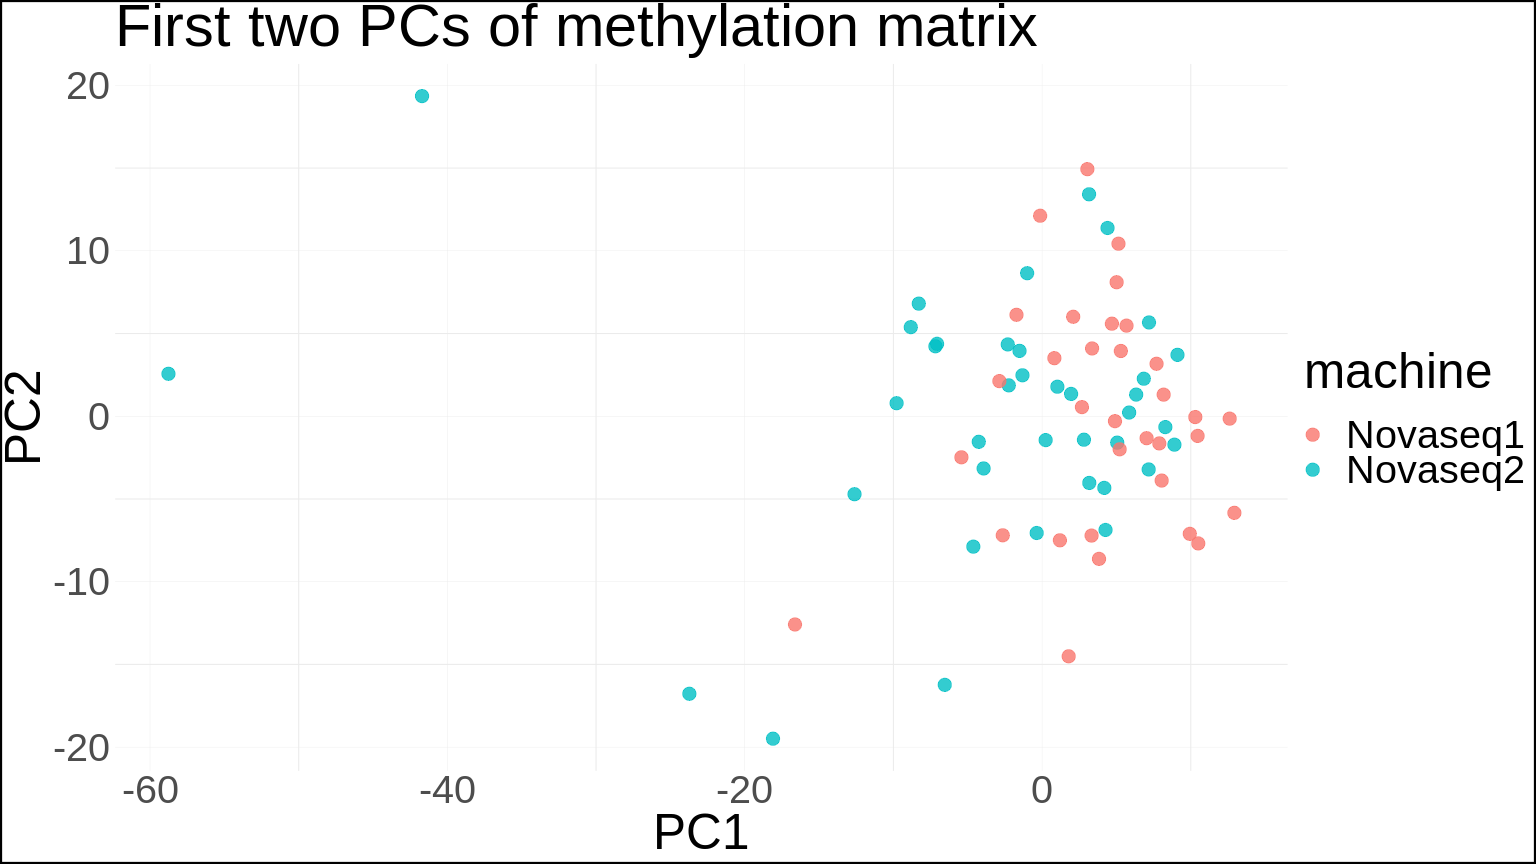 First two PCs of methylation matrix
20
10
0
-10
-20
PC2
-60 -40 -20 0
PC1
machine
Novaseq1
Novaseq2